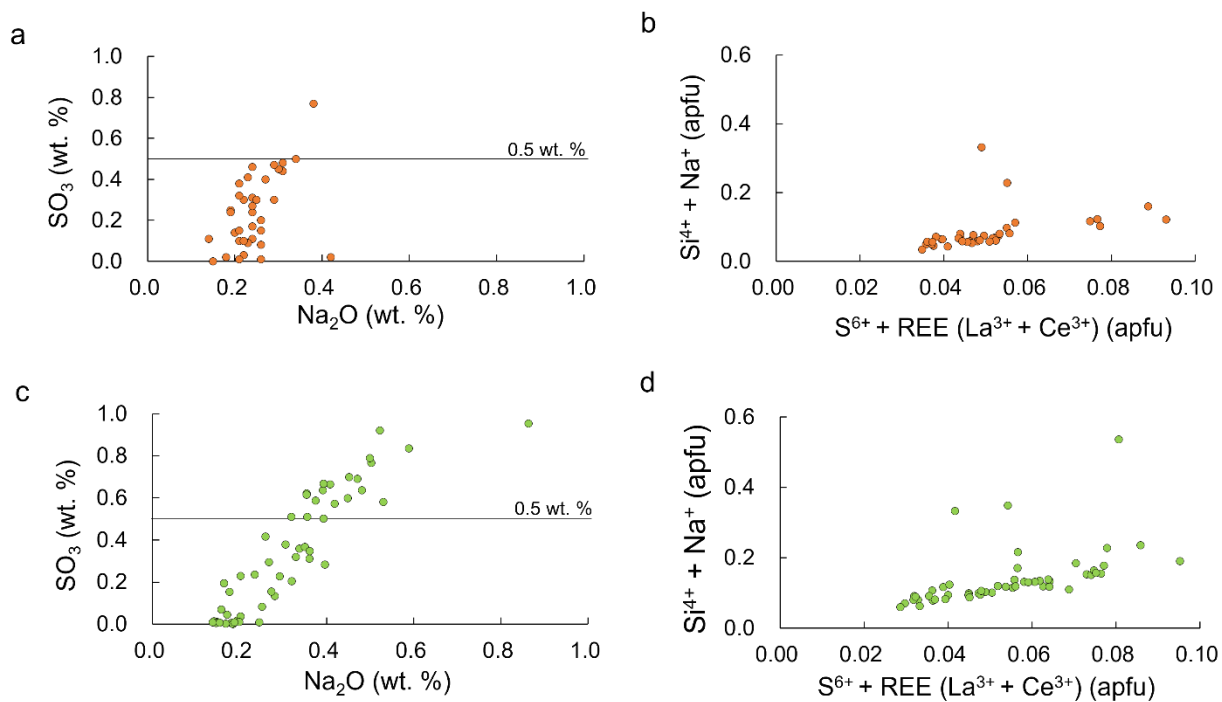 a
1.0
0.8
0.6
0.4
0.2
0.0
SO₃ (wt. %)
0.5 wt. %
0.0 0.2 0.4 0.6 0.8 1.0
Na₂O (wt. %)
b
0.6
0.4
0.2
0.0
Si⁴⁺ + Na⁺ (apfu)
0.00 0.02 0.04 0.06 0.08 0.10
S⁶⁺ + REE (La³⁺ + Ce³⁺) (apfu)
c
1.0
0.8
0.6
0.4
0.2
0.0
SO₃ (wt. %)
0.5 wt. %
0.0 0.2 0.4 0.6 0.8 1.0
Na₂O (wt. %)
d
0.6
0.4
0.2
0.0
Si⁴⁺ + Na⁺ (apfu)
0.00 0.02 0.04 0.06 0.08 0.10
S⁶⁺ + REE (La³⁺ + Ce³⁺) (apfu)